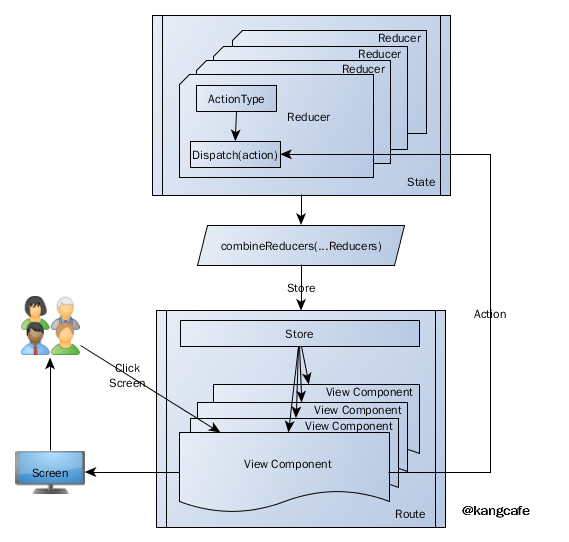 Reducer
Reducer
Reducer
ActionType
Reducer
Dispatch(action)
State
combineReducers(...Reducers)
Store
Action
Store
Click
Screen
View Component
View Component
View Component
View Component
Screen
Route
@kangcafe